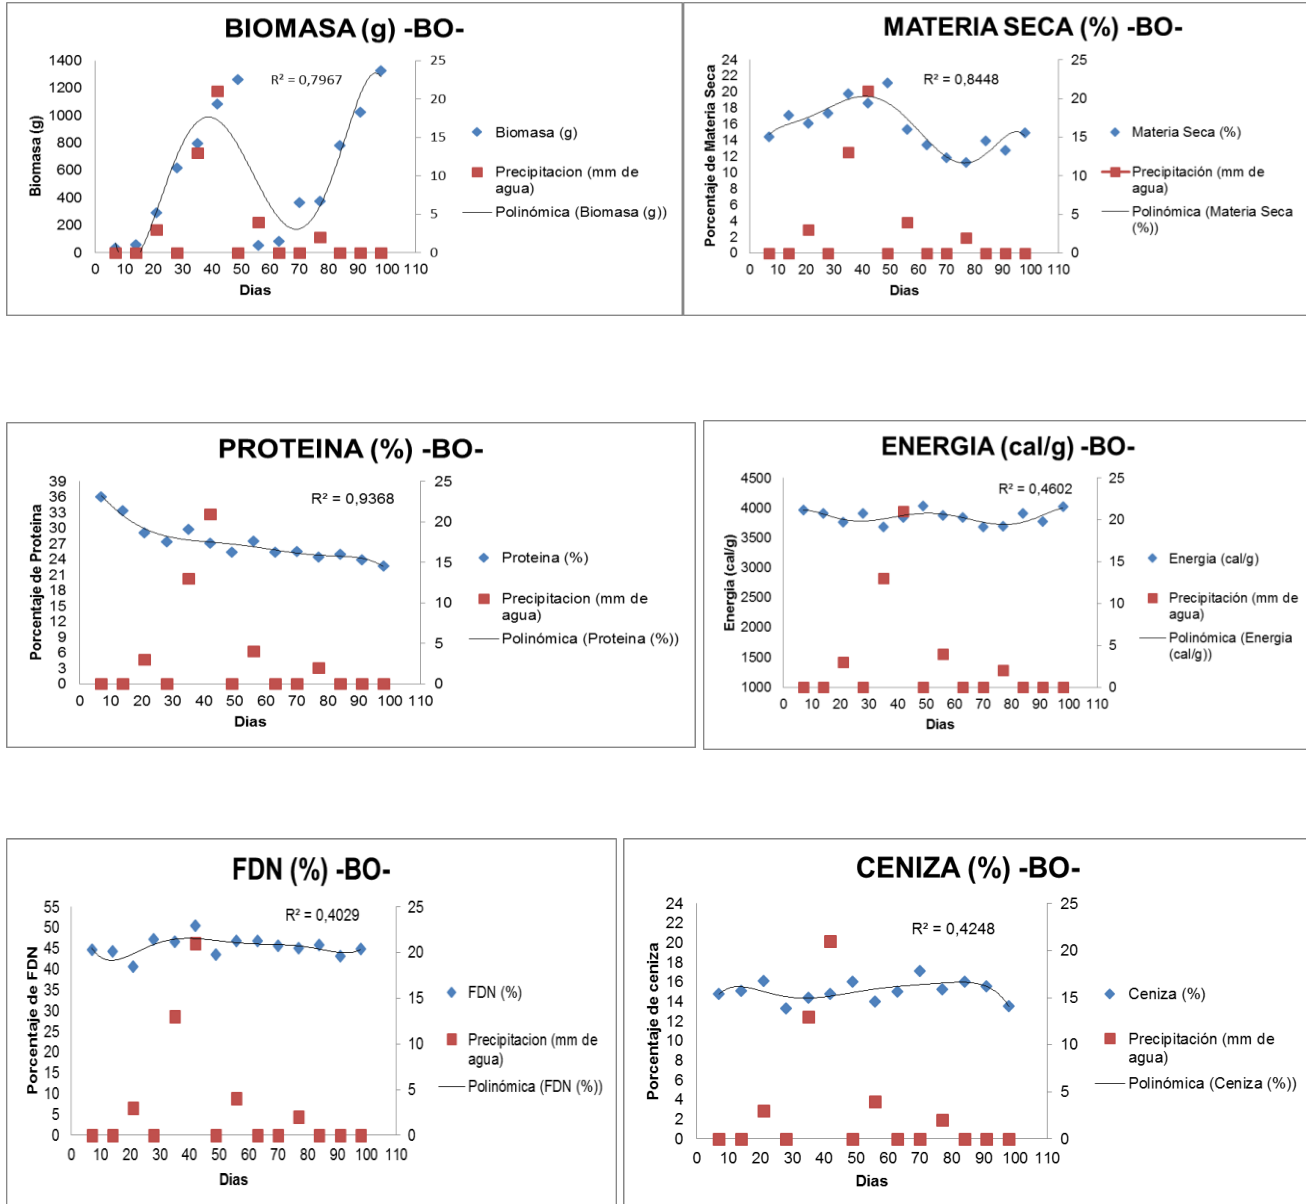 BIOMASA (g) -BO-
1400
1200
1000
800
600
400
200
0
Biomasa (g)
25
20
15
10
5
0
R² = 0,7967
0 10 20 30 40 50 60 70 80 90 100 110
Dias
Biomasa (g)
Precipitacion (mm de
agua)
Polinómica (Biomasa (g))
MATERIA SECA (%) -BO-
24
22
20
18
16
14
12
10
8
6
4
2
0
Porcentaje de Materia Seca
25
20
15
10
5
0
R² = 0,8448
0 10 20 30 40 50 60 70 80 90 100 110
Dias
Materia Seca (%)
Precipitación (mm de
agua)
Polinómica (Materia Seca
(%))
PROTEINA (%) -BO-
39
36
33
30
27
24
21
18
15
12
9
6
3
0
Porcentaje de Proteina
25
20
15
10
5
0
R² = 0,9368
0 10 20 30 40 50 60 70 80 90 100 110
Dias
Proteina (%)
Precipitacion (mm de
agua)
Polinómica (Proteina (%))
ENERGIA (cal/g) -BO-
4500
4000
3500
3000
2500
2000
1500
1000
Energia (cal/g)
25
20
15
10
5
0
R² = 0,4602
0 10 20 30 40 50 60 70 80 90 100 110
Dias
Energia (cal/g)
Precipitación (mm de
agua)
Polinómica (Energia
(cal/g))
FDN (%) -BO-
55
50
45
40
35
30
25
20
15
10
5
0
Porcentaje de FDN
25
20
15
10
5
0
R² = 0,4029
0 10 20 30 40 50 60 70 80 90 100 110
Dias
FDN (%)
Precipitacion (mm de
agua)
Polinómica (FDN (%))
CENIZA (%) -BO-
24
22
20
18
16
14
12
10
8
6
4
2
0
Porcentaje de ceniza
25
20
15
10
5
0
R² = 0,4248
0 10 20 30 40 50 60 70 80 90 100 110
Dias
Ceniza (%)
Precipitación (mm de
agua)
Polinómica (Ceniza (%))